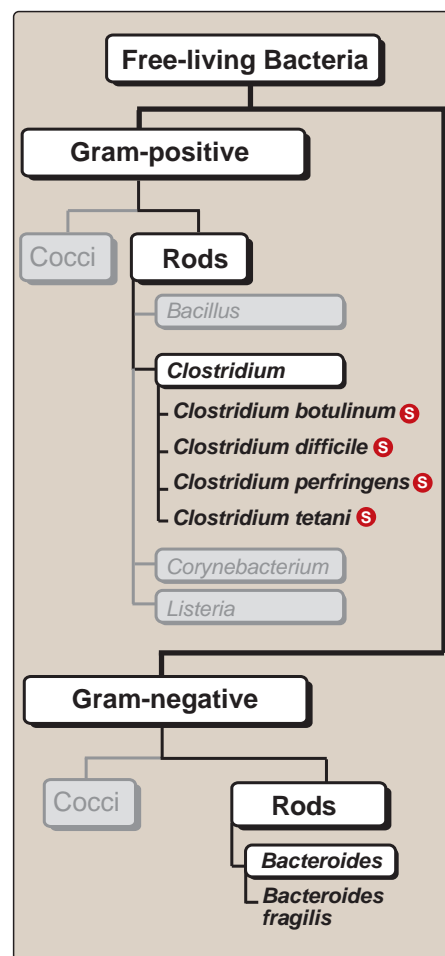 Free-living Bacteria
Gram-positive
Cocci
Rods
Bacillus
Clostridium
Clostridium botulinum S
Clostridium difficile S
Clostridium perfringens S
Clostridium tetani S
Corynebacterium
Listeria
Gram-negative
Cocci
Rods
Bacteroides
Bacteroides
fragilis